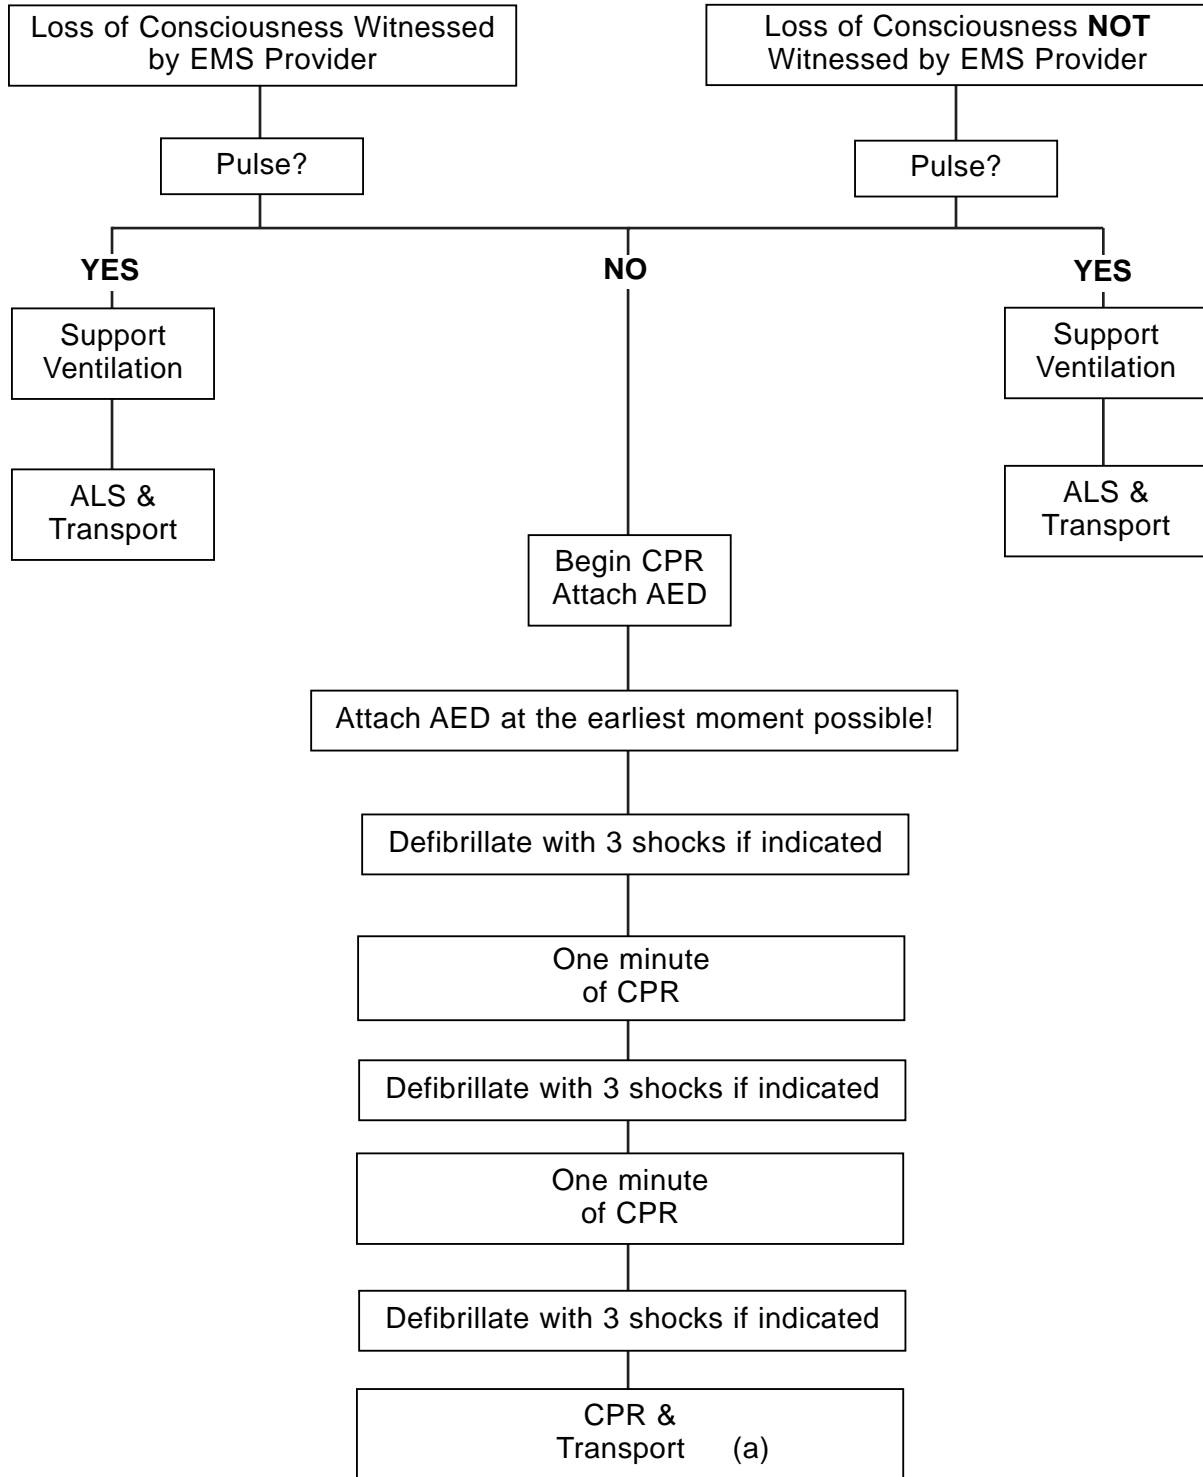 Loss of Consciousness Witnessed
by EMS Provider
Loss of Consciousness NOT
Witnessed by EMS Provider
Pulse?
Pulse?
YES
NO
YES
Support
Ventilation
Support
Ventilation
ALS &
Transport
ALS &
Transport
Begin CPR
Attach AED
Attach AED at the earliest moment possible!
Defibrillate with 3 shocks if indicated
One minute
of CPR
Defibrillate with 3 shocks if indicated
One minute
of CPR
Defibrillate with 3 shocks if indicated
CPR &
Transport (a)